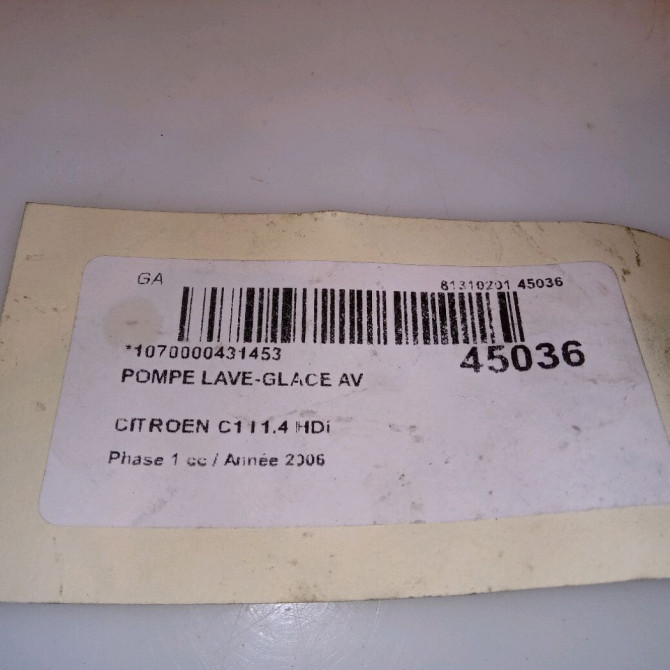 GA
81310201 45036
*1070000431453
45036
POMPE LAVE-GLACE AV
CITROEN C1 I 1.4 HDi
Phase 1 cc / Année 2006